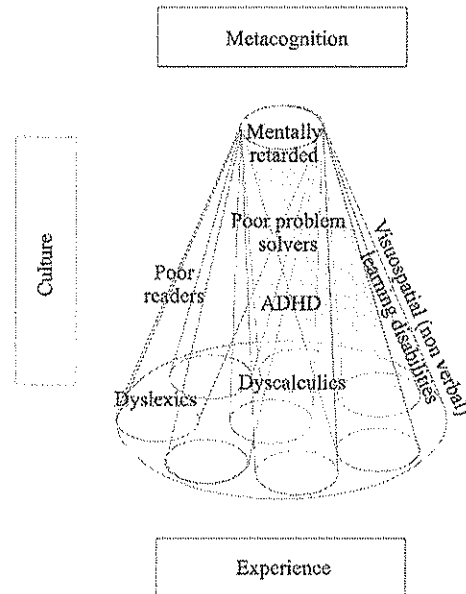 Metacognition
Mentally
retarded
Culture
Poor problem
solvers
Visuospatial (non verbal)
learning disabilities
Poor
readers
ADHD
Dyslexics
Dyscalculics
Experience